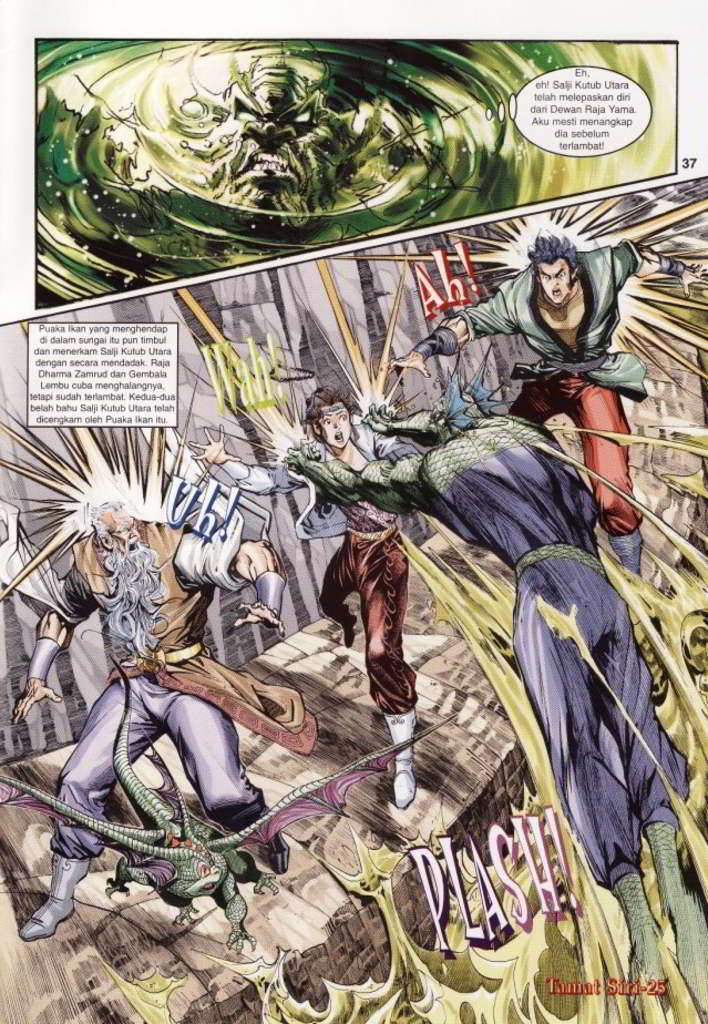 Eh,
eh! Salji Kutub Utara
telah melepaskan diri
dari Dewan Raja Yama.
Aku mesti menangkap
dia sebelum
terlambat!
37
Ah!
Puaka Ikan yang menghendap
di dalam sungai itu pun timbul
dan menerkam Salji Kutub Utara
dengan secara mendadak. Raja
Dharma Zamrud dan Gembala
Lembu cuba menghalangnya,
tetapi sudah terlambat. Kedua-dua
belah bahu Salji Kutub Utara telah
dicengkam oleh Puaka Ikan itu.
Wah!
Uh!
PLASH!
Tamat Siri-25